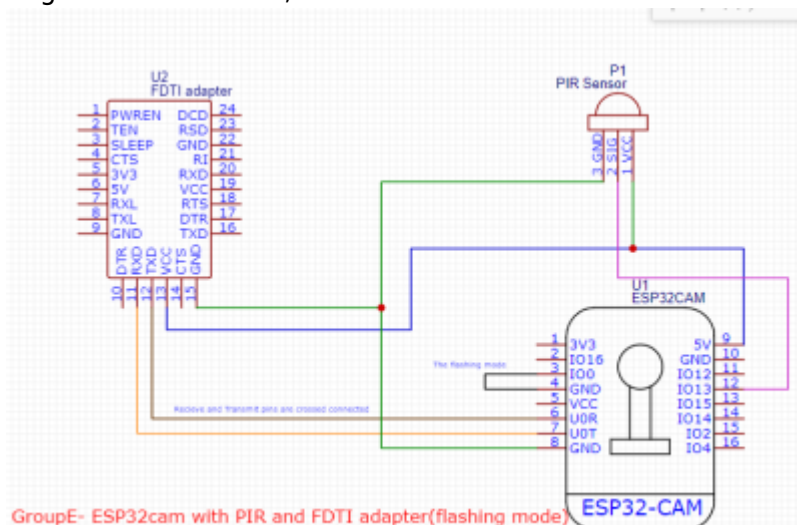 U2
FDTI adapter
1 PWREN DCD 24
2 TEN RSD 23
3 SLEEP GND 22
4 CTS RI 21
5 3V3 RXD 20
6 5V VCC 19
7 RXL RTS 18
8 TXL DTR 17
9 GND TXD 16
DTR RXD TXD VCC CTS GND
10 11 12 13 14 15
P1
PIR Sensor
3 GND
2 SIG
1 VCC
U1
ESP32CAM
1 3V3 5V 9
2 IO16 GND 10
3 IO0 IO12 11
4 GND IO13 12
5 VCC IO15 13
6 U0R IO14 14
7 U0T IO2 15
8 GND IO4 16
The flashing mode
Recieve and Transmit pins are crossed connected
ESP32-CAM
GroupE- ESP32cam with PIR and FDTI adapter(flashing mode)